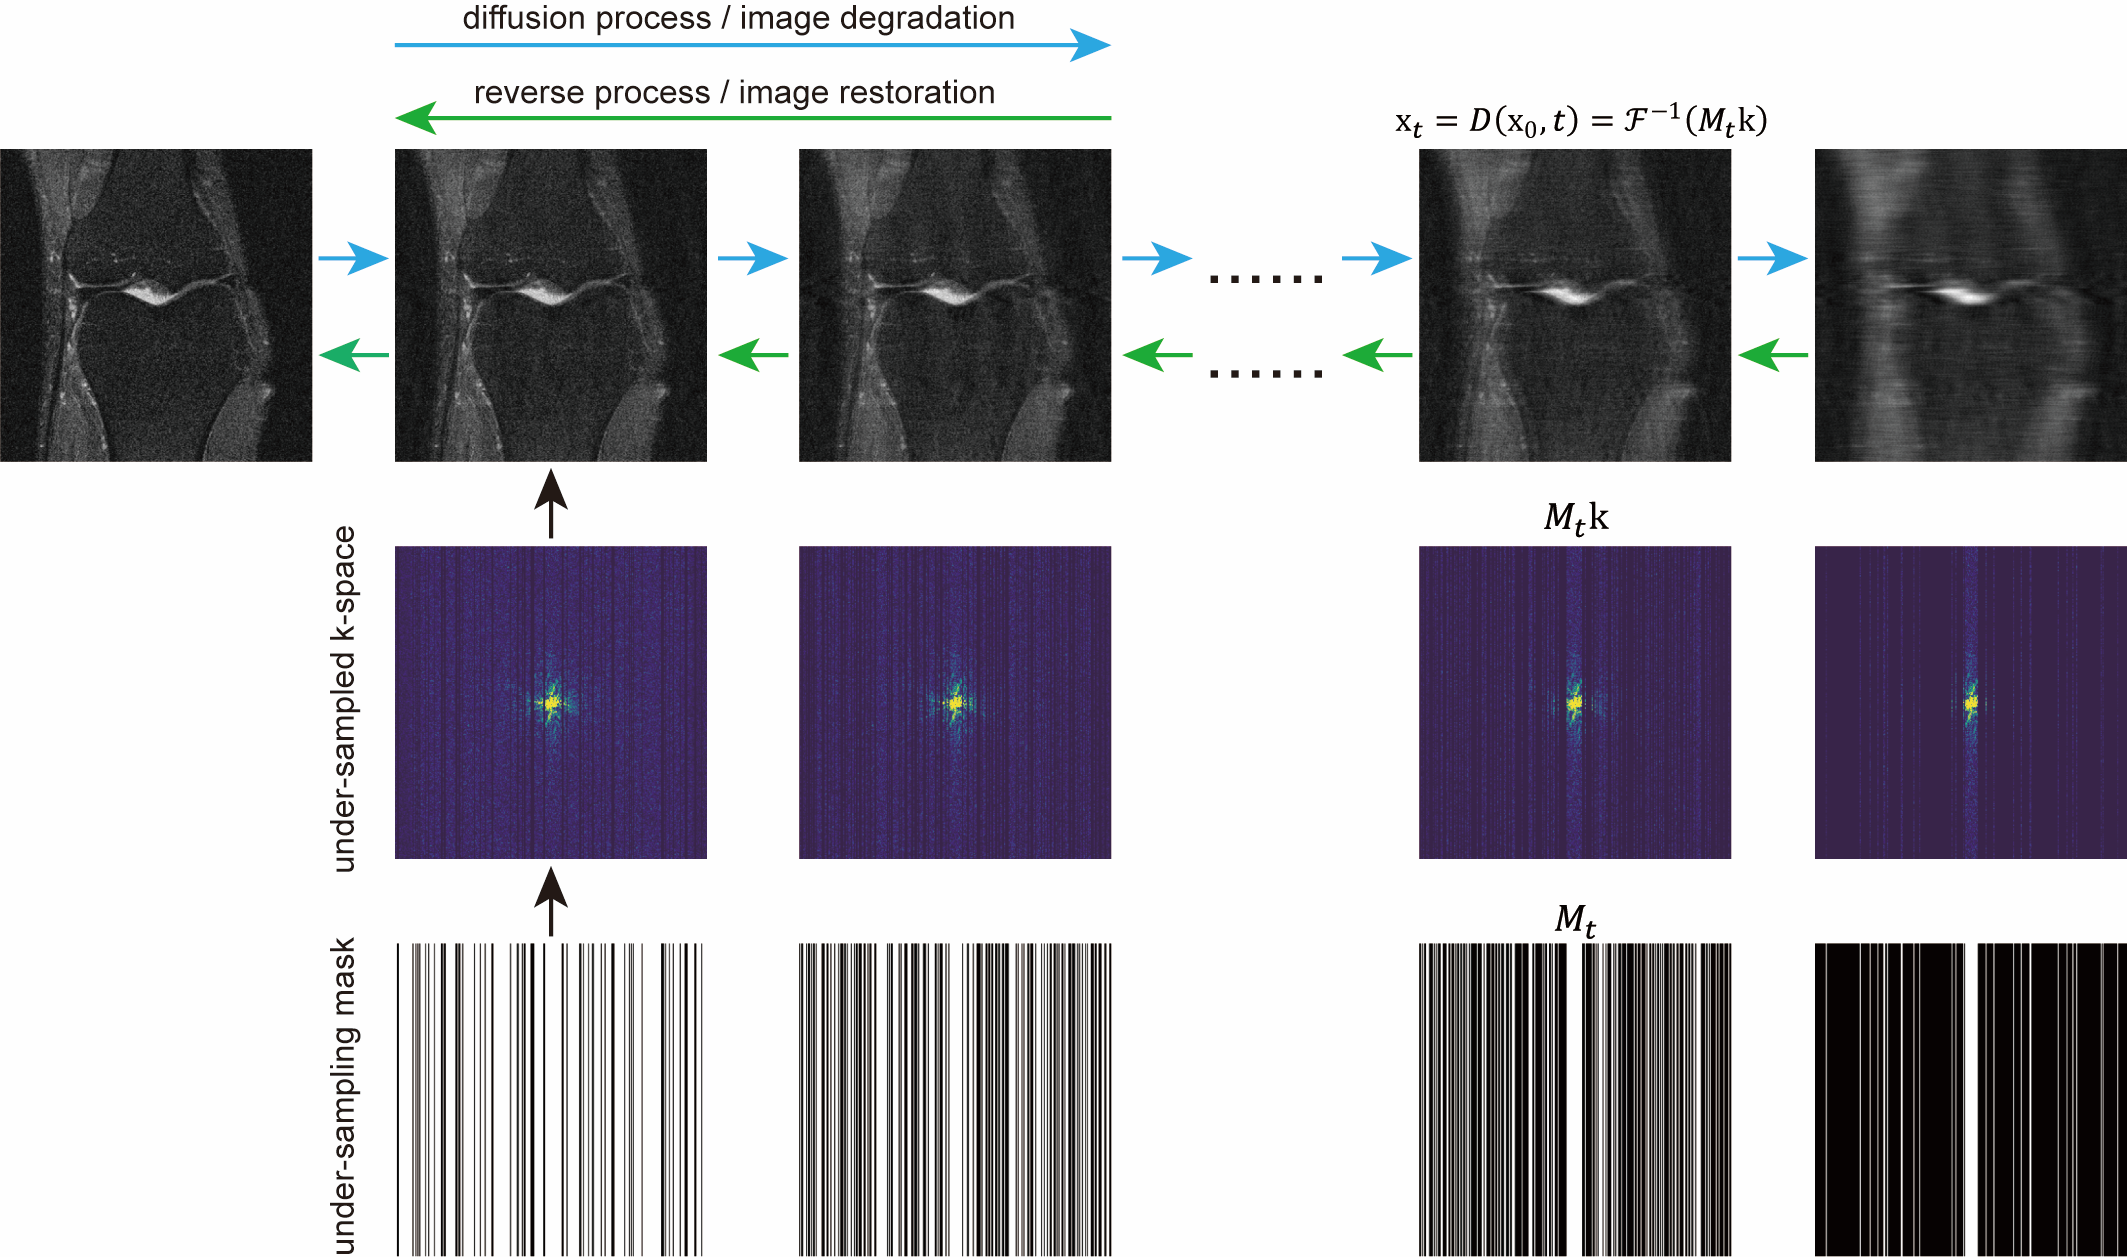 diffusion process / image degradation
reverse process / image restoration
x_t = D(x_0, t) = ℱ^{−1}(M_t k)
......
......
under-sampled k-space
M_t k
under-sampling mask
M_t